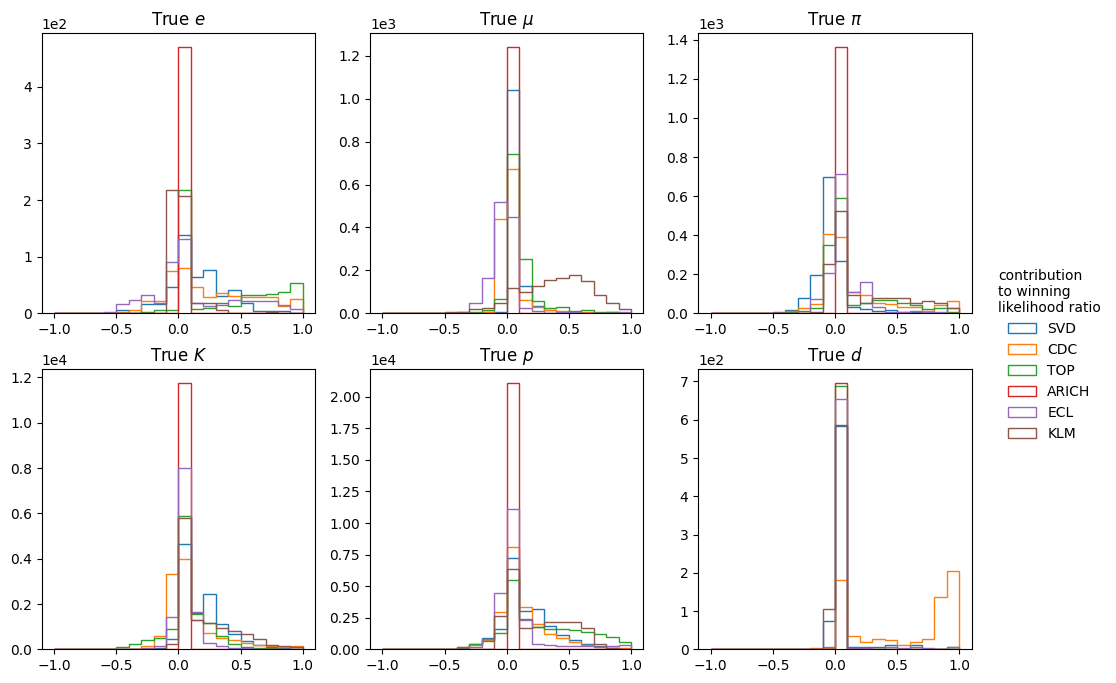 True e
1e2
4
2
1
0
−1.0 −0.5 0.0 0.5 1.0
True μ
1e3
1.2
1.0
0.8
0.6
0.4
0.2
0.0
−1.0 −0.5 0.0 0.5 1.0
True π
1e3
1.4
1.2
1.0
0.8
0.6
0.4
0.2
0.0
−1.0 −0.5 0.0 0.5 1.0
True K
1e4
1.2
1.0
0.8
0.6
0.4
0.2
0.0
−1.0 −0.5 0.0 0.5 1.0
True p
1e4
2.00
1.75
1.50
1.25
1.00
0.75
0.50
0.25
0.00
−1.0 −0.5 0.0 0.5 1.0
True d
1e2
7
6
5
4
3
2
1
0
−1.0 −0.5 0.0 0.5 1.0
contribution
to winning
likelihood ratio
SVD
CDC
TOP
ARICH
ECL
KLM